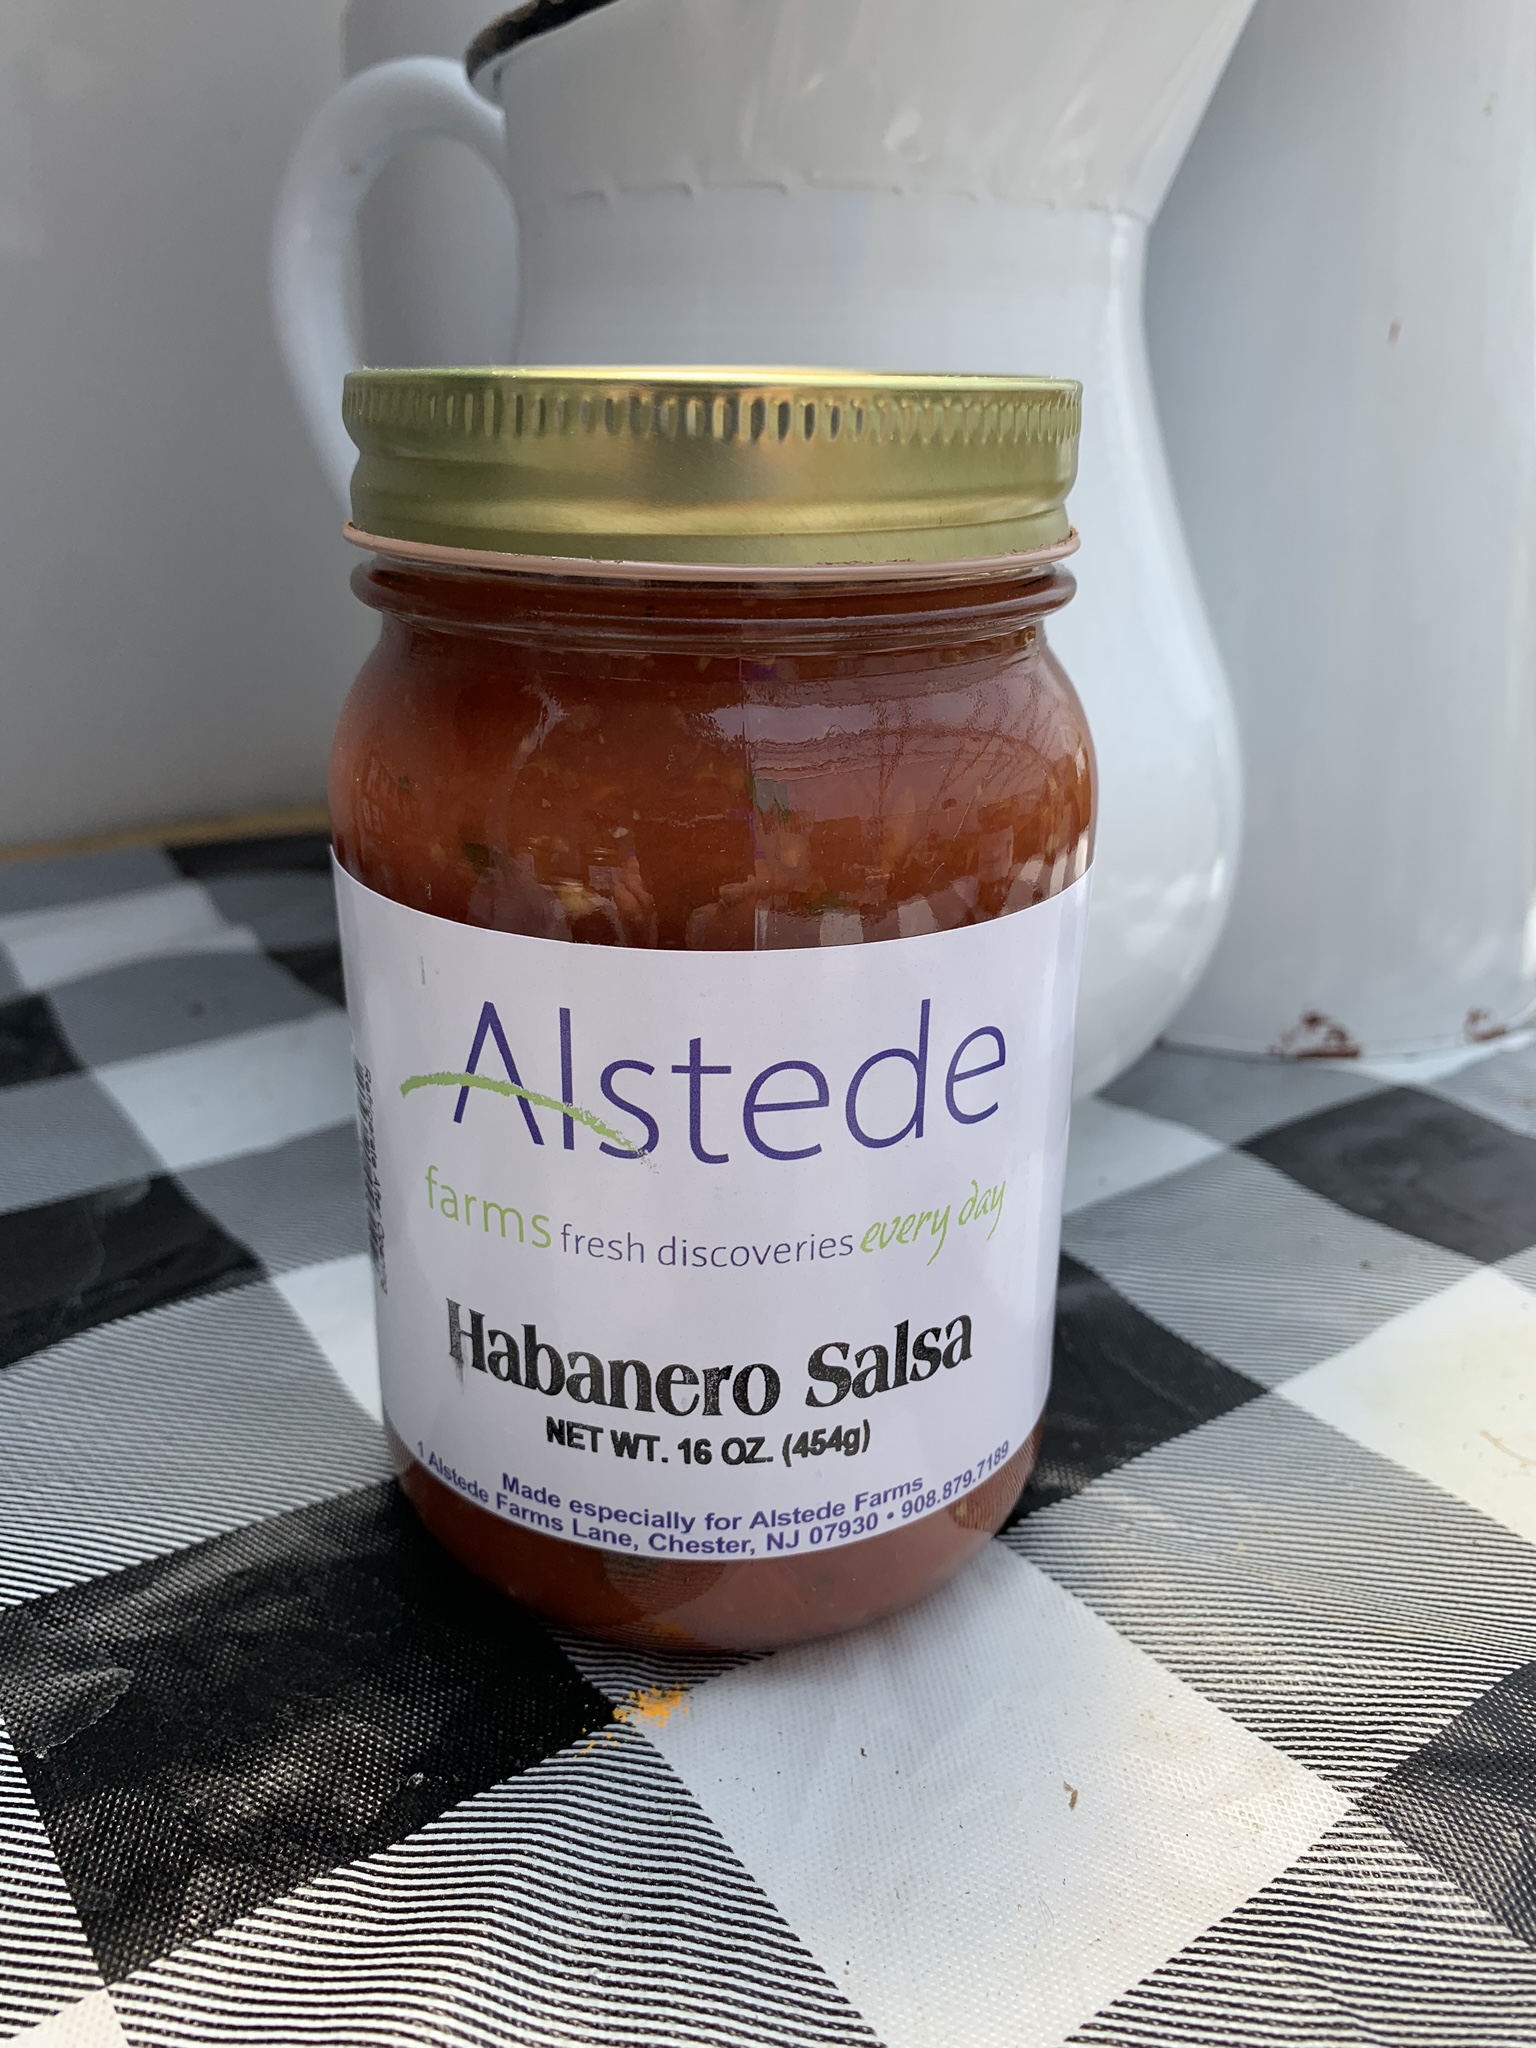 Alstede
farms fresh discoveries every day
Habanero Salsa
NET WT. 16 OZ. (454g)
Made especially for Alstede Farms
1 Alstede Farms Lane, Chester, NJ 07930 • 908.879.7189